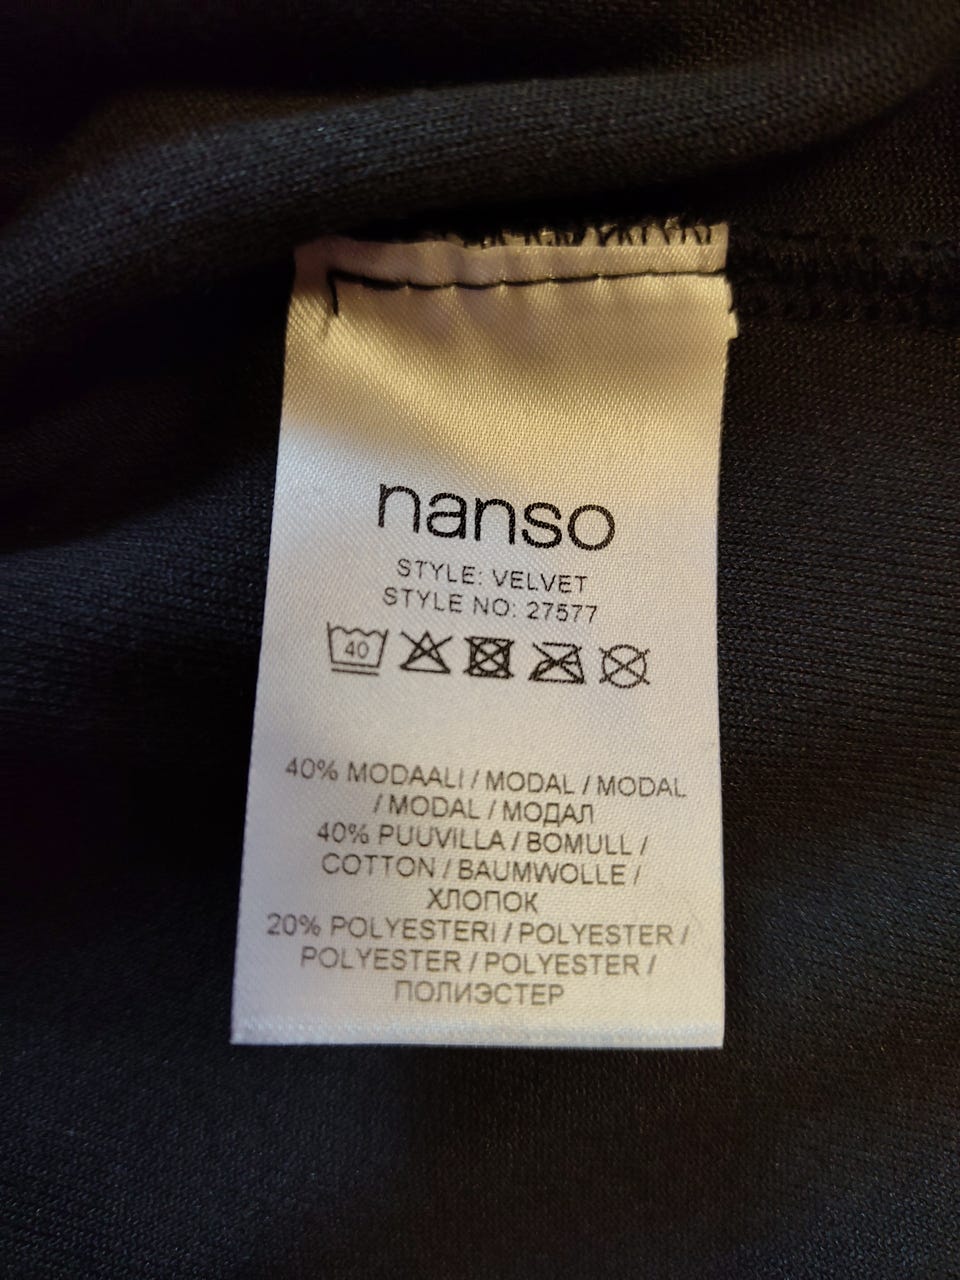 nanso
STYLE: VELVET
STYLE NO: 27577
40
40% MODAALI / MODAL / MODAL
/ MODAL / МОДАЛ
40% PUUVILLA / BOMULL /
COTTON / BAUMWOLLE /
ХЛОПОК
20% POLYESTERI / POLYESTER /
POLYESTER / POLYESTER /
ПОЛИЭСТЕР